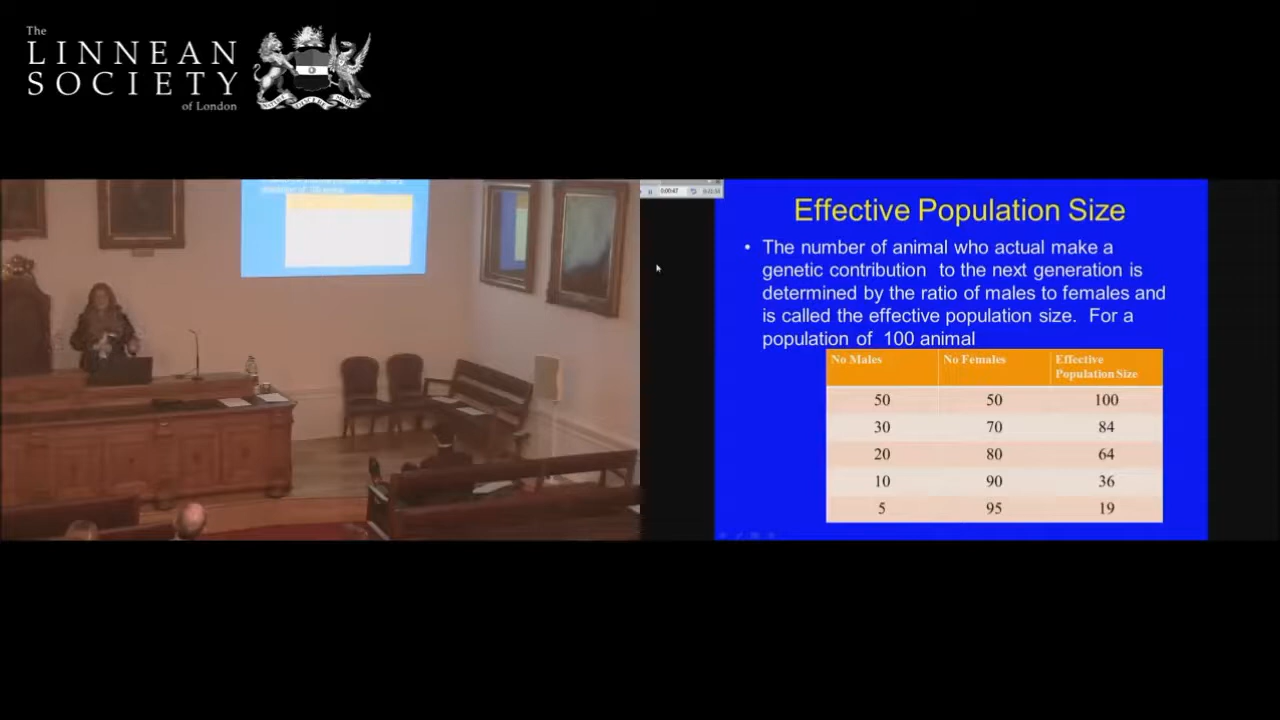 The
LINNEAN
SOCIETY
of London
0:00:47
Effective Population Size
• The number of animal who actual make a
genetic contribution to the next generation is
determined by the ratio of males to females and
is called the effective population size. For a
population of 100 animal
No Males No Females Effective
Population Size
50 50 100
30 70 84
20 80 64
10 90 36
5 95 19